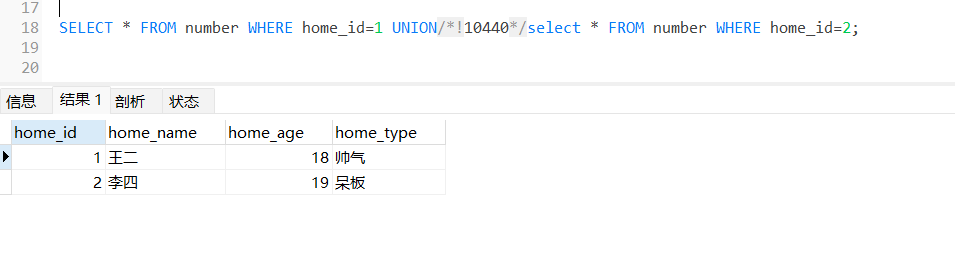 17
18 SELECT * FROM number WHERE home_id=1 UNION/*!10440*/select * FROM number WHERE home_id=2;
19
20
信息 结果 1 剖析 状态
home_id home_name home_age home_type
1 王二 18 帅气
2 李四 19 呆板